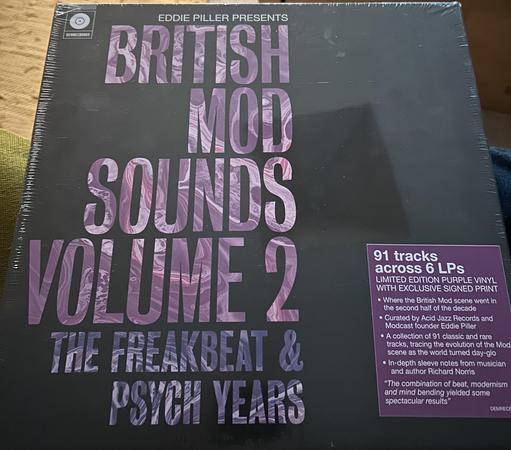 EDDIE PILLER PRESENTS
BRITISH
MOD
SOUNDS
VOLUME 2
THE FREAKBEAT &
PSYCH YEARS
91 tracks
across 6 LPs
LIMITED EDITION PURPLE VINYL
WITH EXCLUSIVE SIGNED PRINT
• Where the British Mod scene went in
the second half of the decade
• Curated by Acid Jazz Records and
Modcast founder Eddie Piller
• A collection of 91 classic and rare
tracks, tracing the evolution of the Mod
scene as the world turned day-glo
• In-depth sleeve notes from musician
and author Richard Norris
"The combination of beat, modernism
and mind bending yielded some
spectacular results"